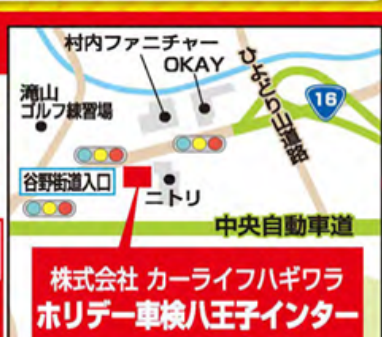 村内ファニチャー
OKAY
ひよどり山道路
16
滝山
ゴルフ練習場
谷野街道入口
ニトリ
中央自動車道
株式会社 カーライフハギワラ
ホリデー車検八王子インター